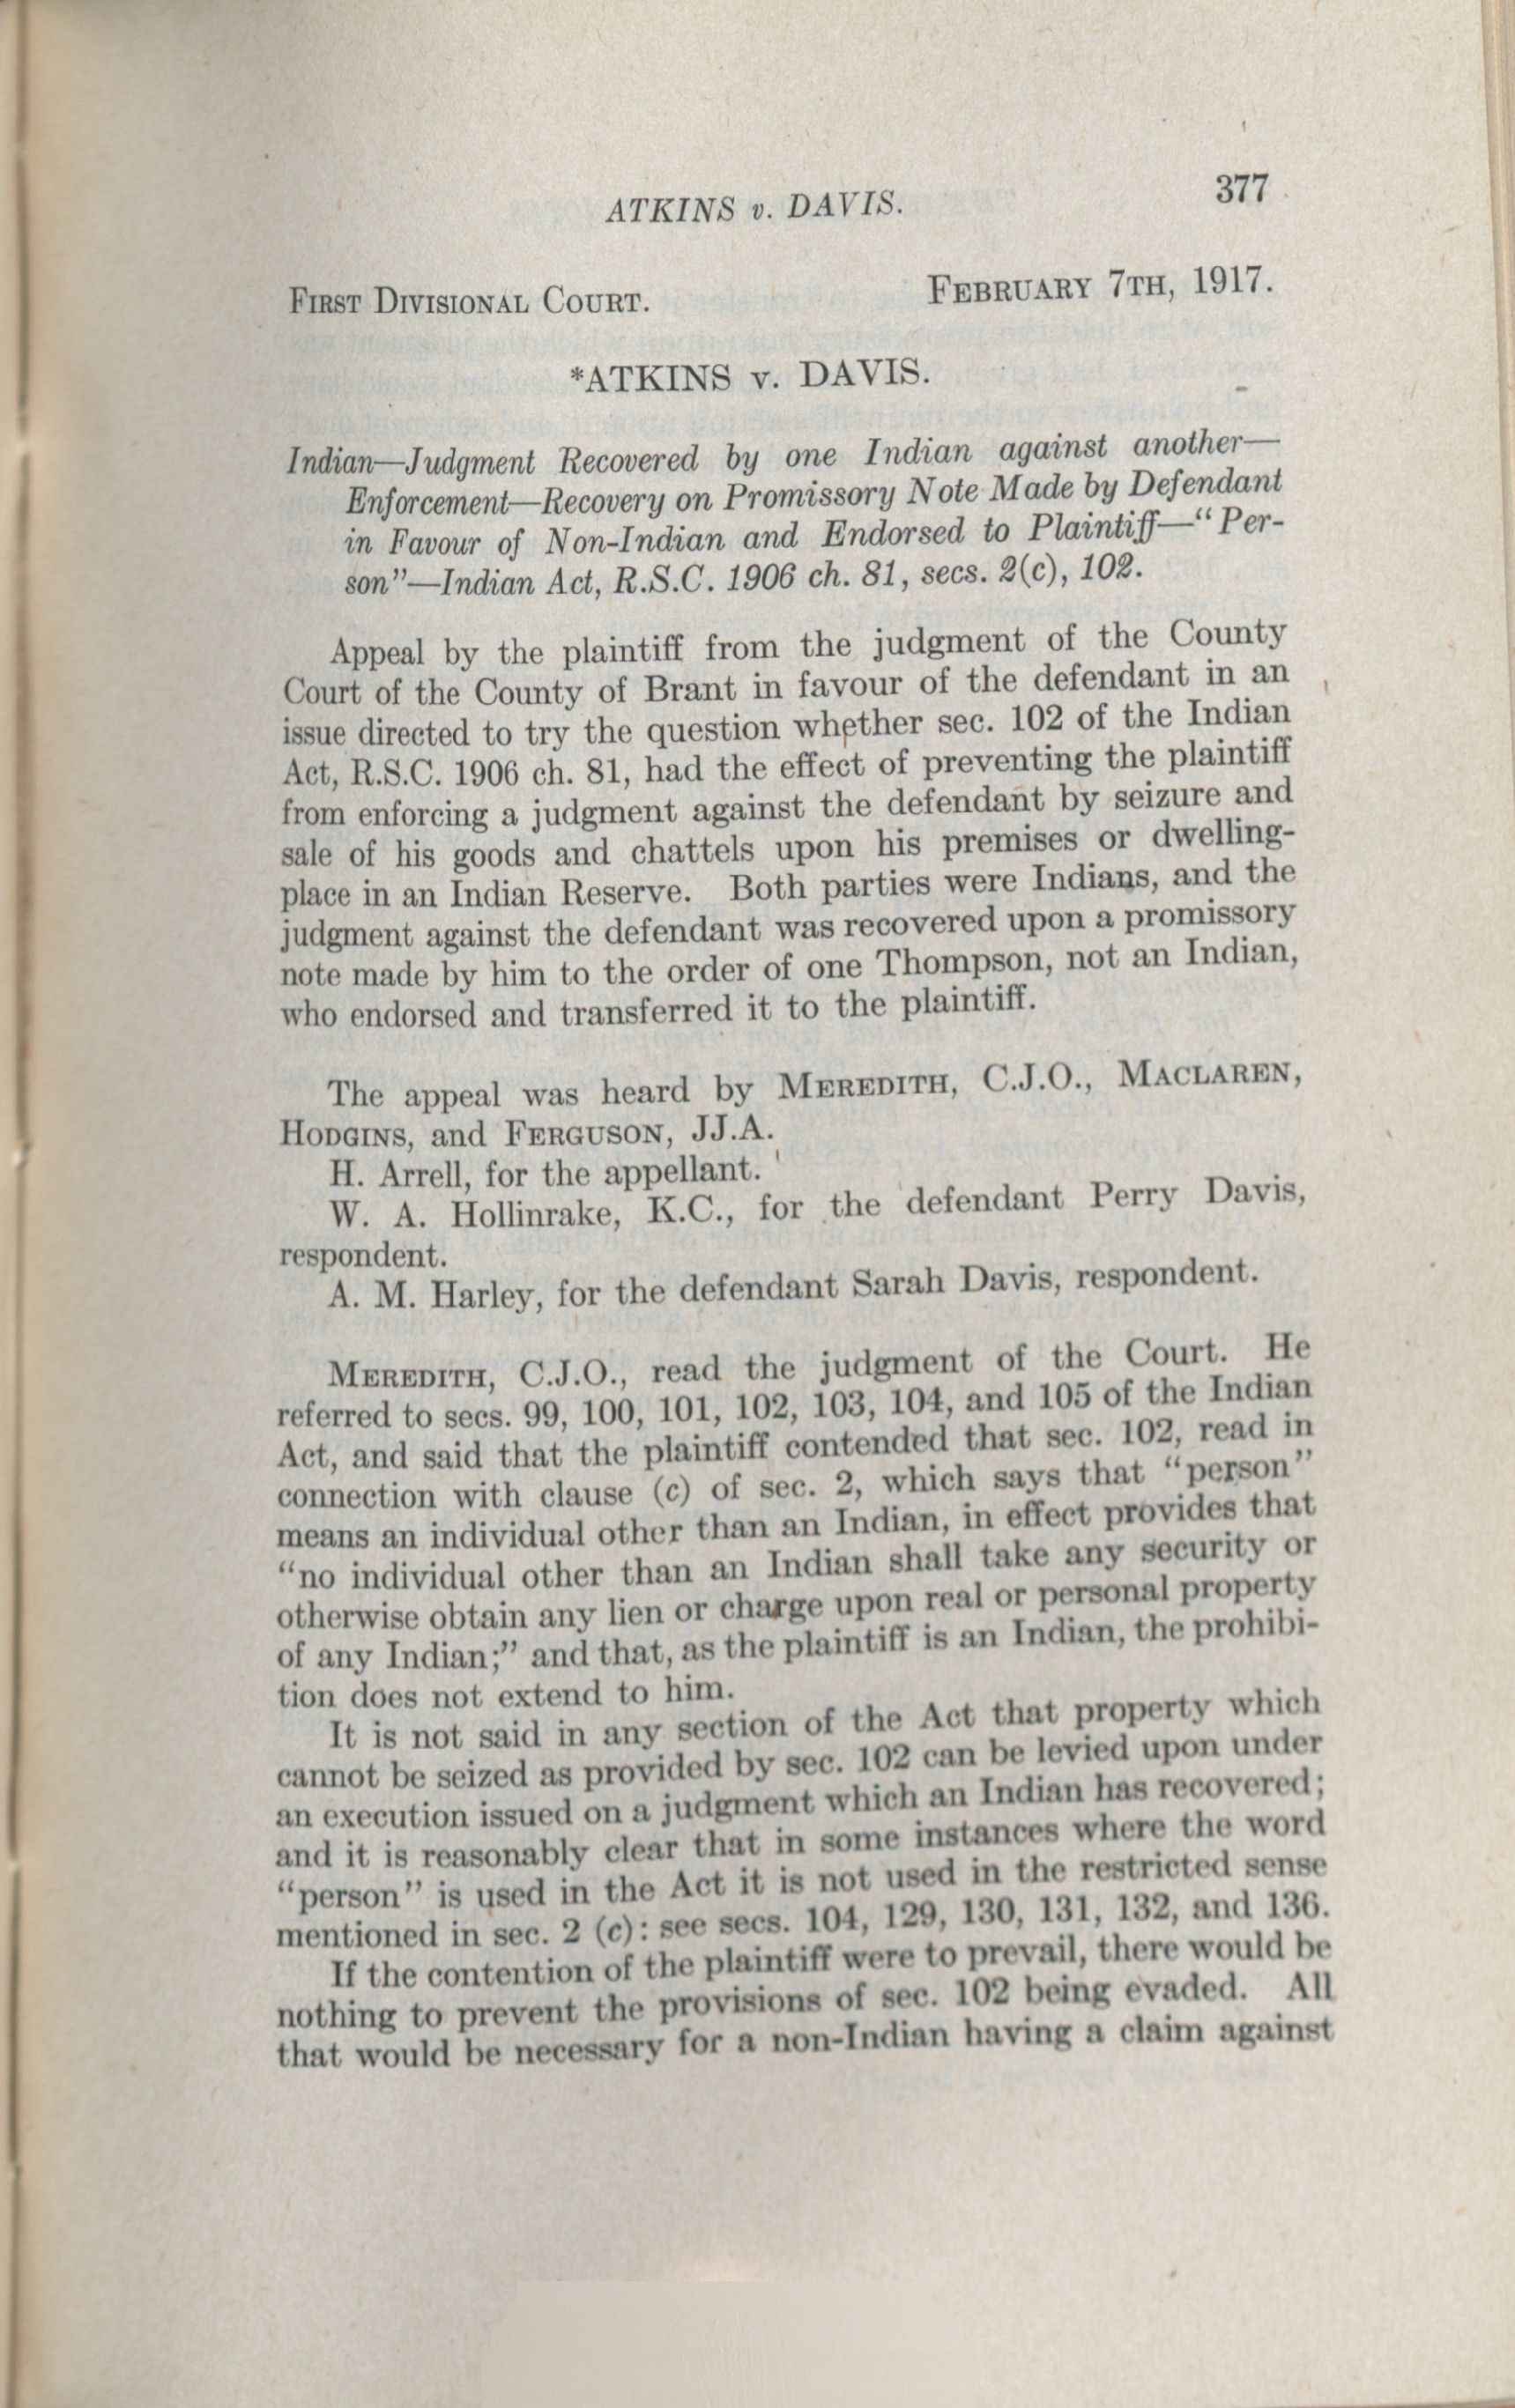 ATKINS v. DAVIS.
377
FIRST DIVISIONAL COURT.
FEBRUARY 7TH, 1917.
*ATKINS v. DAVIS.
Indian—Judgment Recovered by one Indian against another—
Enforcement—Recovery on Promissory Note Made by Defendant
in Favour of Non-Indian and Endorsed to Plaintiff—"Per-
son"—Indian Act, R.S.C. 1906 ch. 81, secs. 2(c), 102.
Appeal by the plaintiff from the judgment of the County
Court of the County of Brant in favour of the defendant in an
issue directed to try the question whether sec. 102 of the Indian
Act, R.S.C. 1906 ch. 81, had the effect of preventing the plaintiff
from enforcing a judgment against the defendant by seizure and
sale of his goods and chattels upon his premises or dwelling-
place in an Indian Reserve. Both parties were Indians, and the
judgment against the defendant was recovered upon a promissory
note made by him to the order of one Thompson, not an Indian,
who endorsed and transferred it to the plaintiff.
The appeal was heard by MEREDITH, C.J.O., MACLAREN,
HODGINS, and FERGUSON, JJ.A.
H. Arrell, for the appellant.
W. A. Hollinrake, K.C., for the defendant Perry Davis,
respondent.
A. M. Harley, for the defendant Sarah Davis, respondent.
MEREDITH, C.J.O., read the judgment of the Court. He
referred to secs. 99, 100, 101, 102, 103, 104, and 105 of the Indian
Act, and said that the plaintiff contended that sec. 102, read in
connection with clause (c) of sec. 2, which says that "person"
means an individual other than an Indian, in effect provides that
"no individual other than an Indian shall take any security or
otherwise obtain any lien or charge upon real or personal property
of any Indian;" and that, as the plaintiff is an Indian, the prohibi-
tion does not extend to him.
It is not said in any section of the Act that property which
cannot be seized as provided by sec. 102 can be levied upon under
an execution issued on a judgment which an Indian has recovered;
and it is reasonably clear that in some instances where the word
"person" is used in the Act it is not used in the restricted sense
mentioned in sec. 2 (c): see secs. 104, 129, 130, 131, 132, and 136.
If the contention of the plaintiff were to prevail, there would be
nothing to prevent the provisions of sec. 102 being evaded. All
that would be necessary for a non-Indian having a claim against